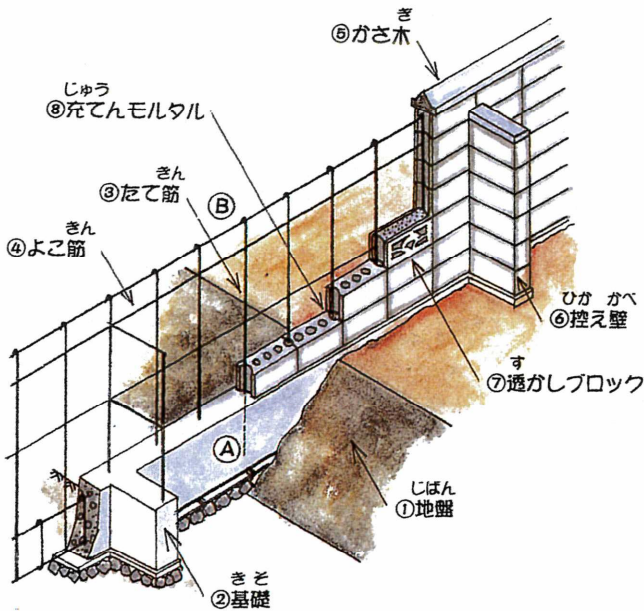 ぎ
⑤かさ木
じゅう
⑧充てんモルタル
きん
③たて筋
Ⓑ
きん
④よこ筋
ひか かべ
⑥控え壁
す
⑦透かしブロック
Ⓐ
じばん
①地盤
きそ
②基礎